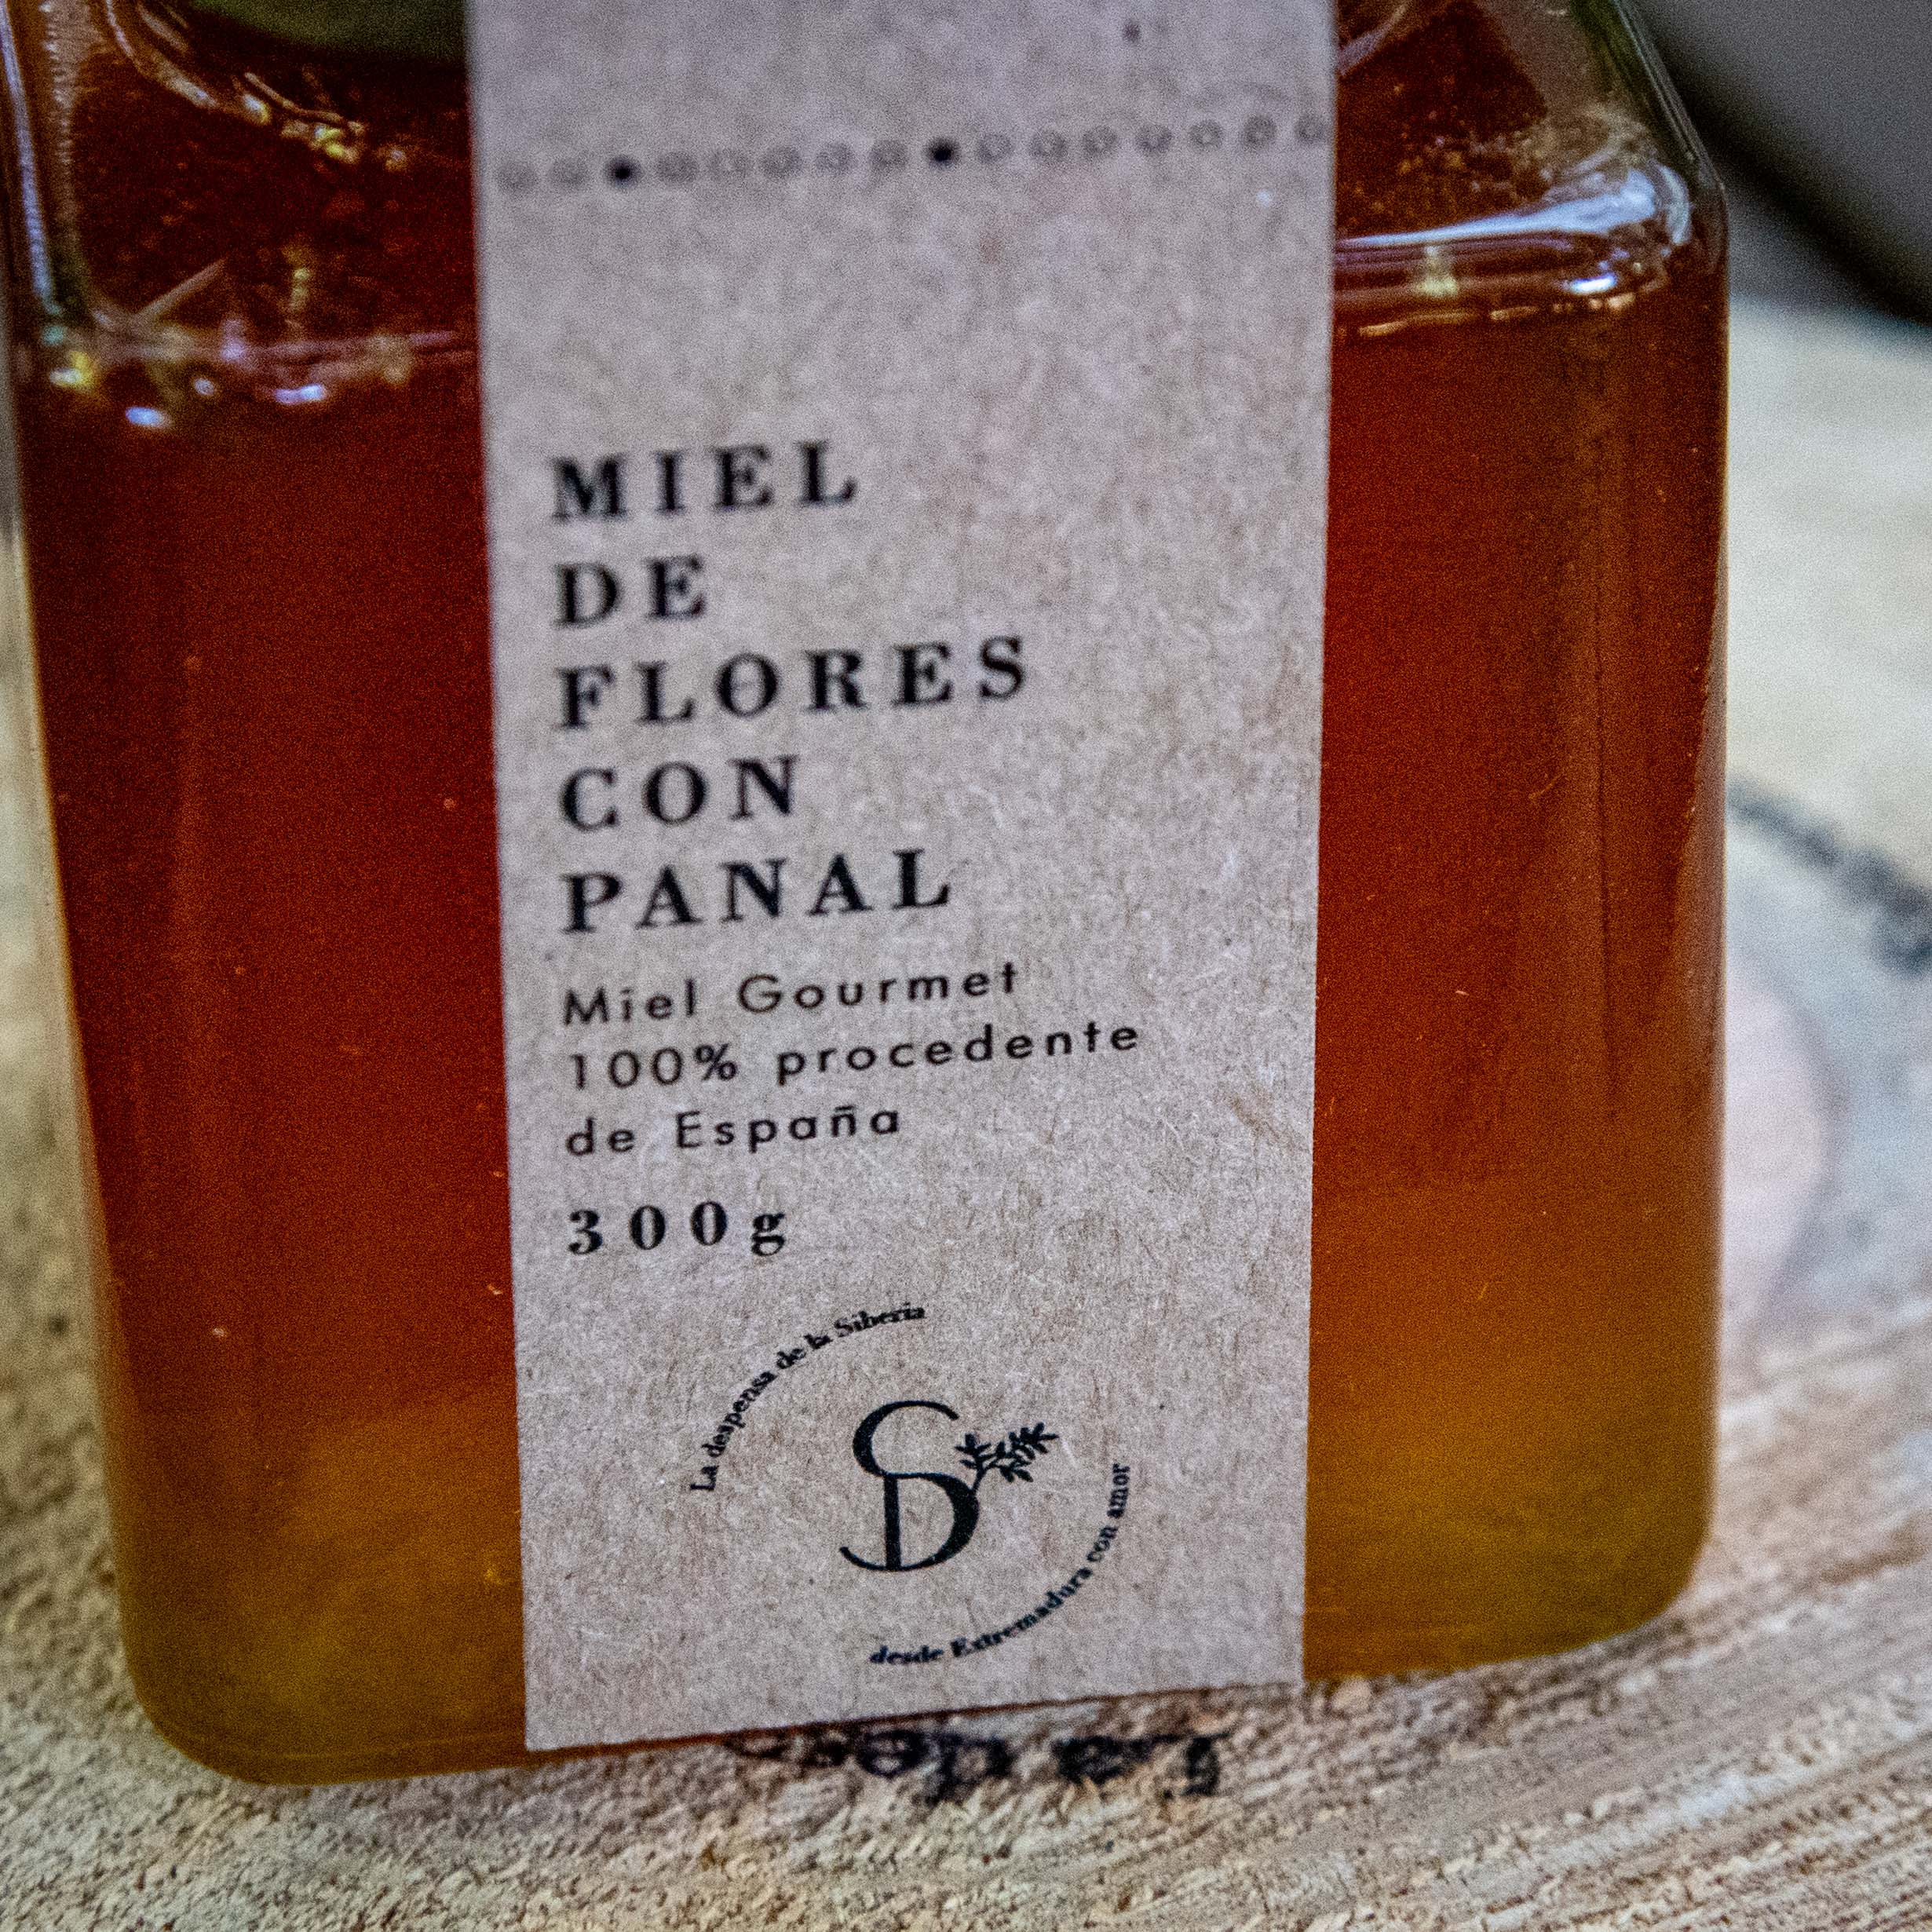 MIEL
DE
FLORES
CON
PANAL
Miel Gourmet
100% procedente
de España
300g
La despensa de la Siberia
SD
desde Extremadura con amor
La